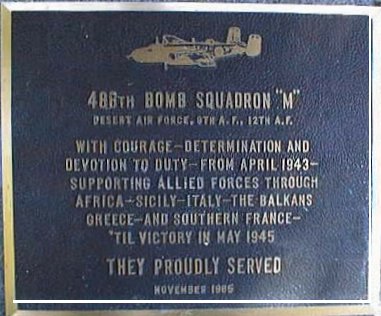 486TH BOMB SQUADRON "M"
DESERT AIR FORCE, 9TH A.F., 12TH A.F.
WITH COURAGE-DETERMINATION AND
DEVOTION TO DUTY-FROM APRIL 1943-
SUPPORTING ALLIED FORCES THROUGH
AFRICA-SICILY-ITALY-THE BALKANS
GREECE-AND SOUTHERN FRANCE-
'TIL VICTORY IN MAY 1945
THEY PROUDLY SERVED
NOVEMBER 1985